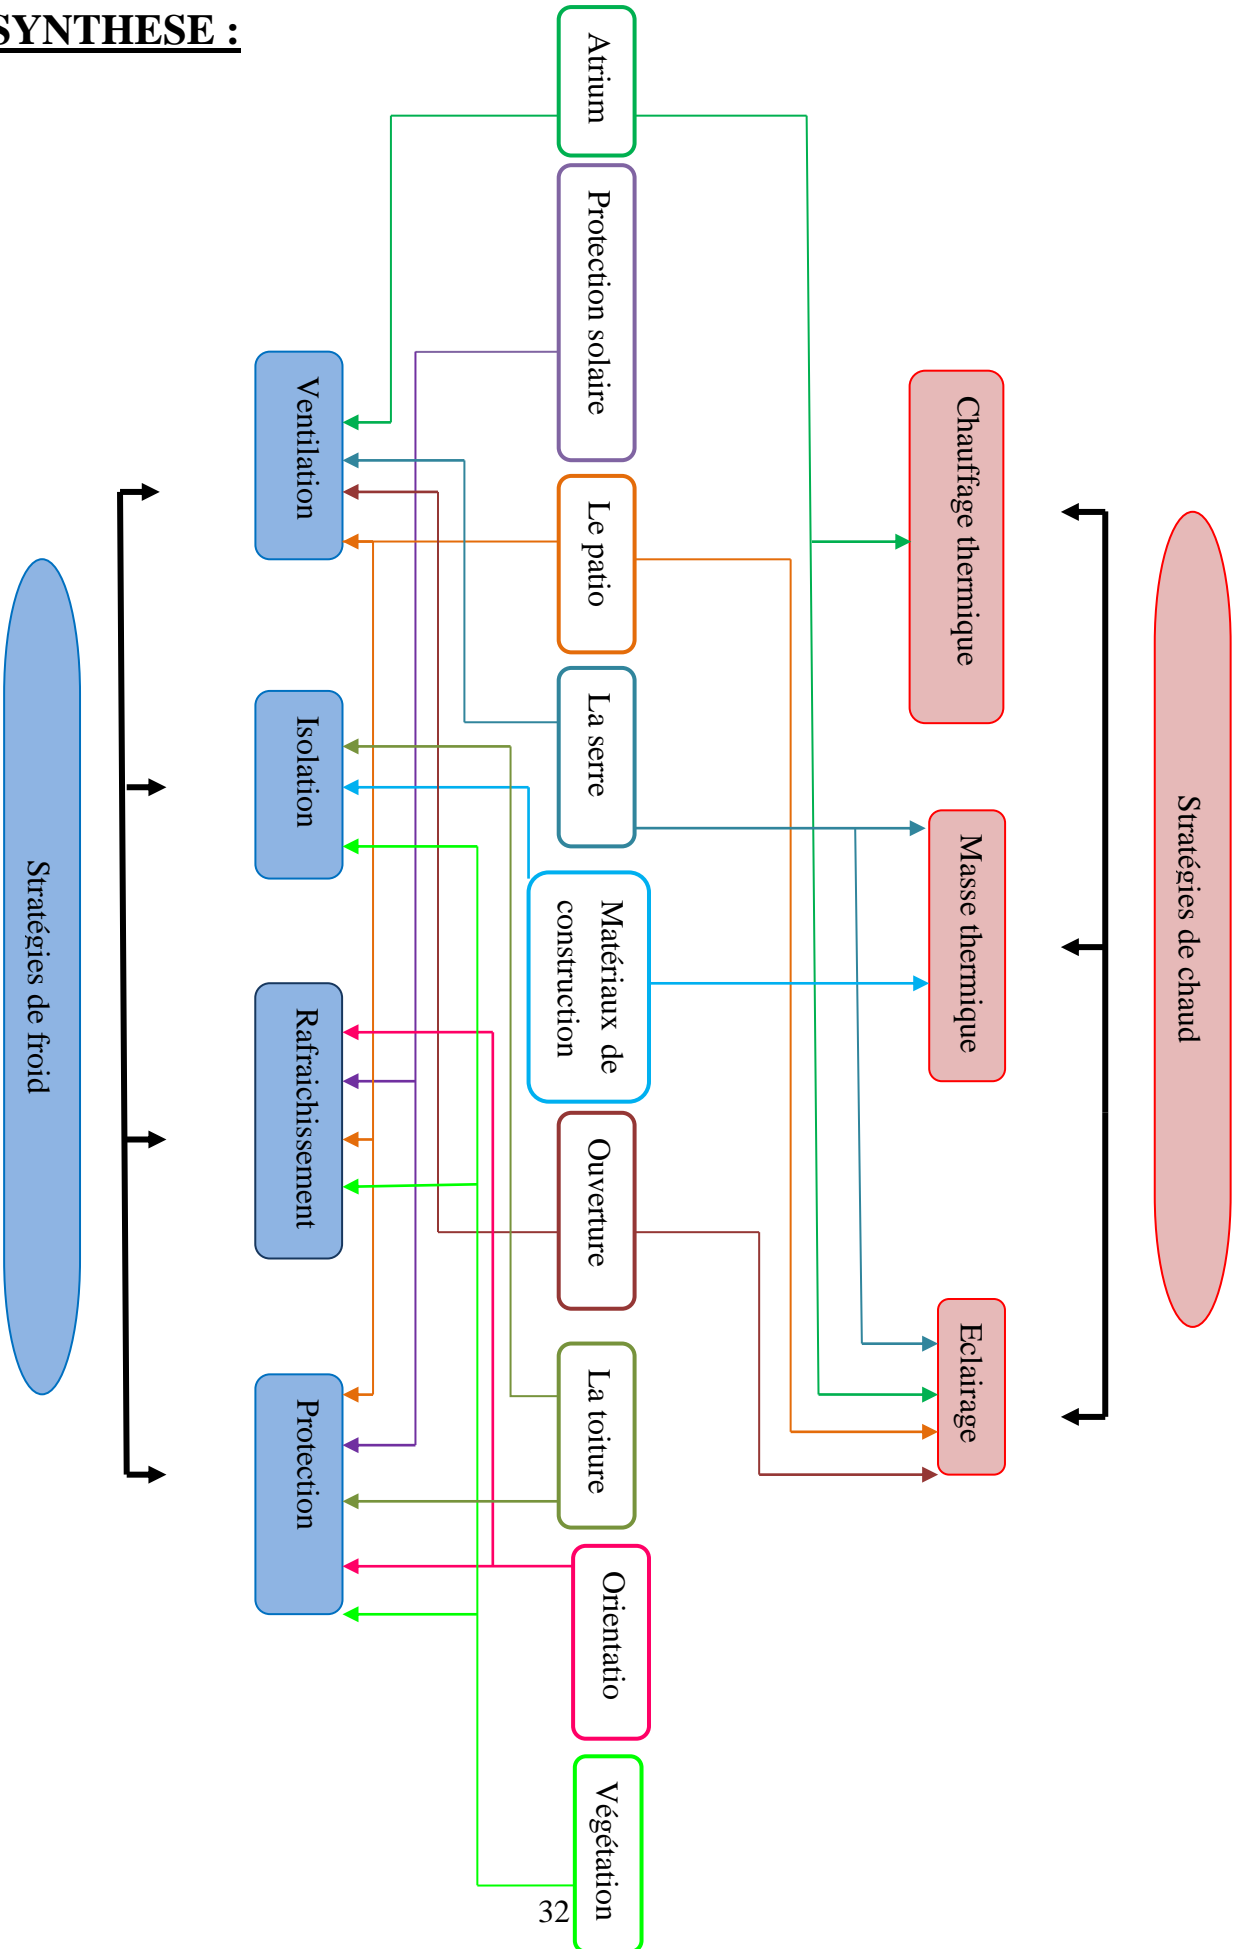 SYNTHESE :
Stratégies de chaud
Chauffage thermique
Masse thermique
Eclairage
Atrium
Protection solaire
Le patio
La serre
Matériaux de
construction
Ouverture
La toiture
Orientatio
Végétation
Ventilation
Isolation
Rafraichissement
Protection
Stratégies de froid
32